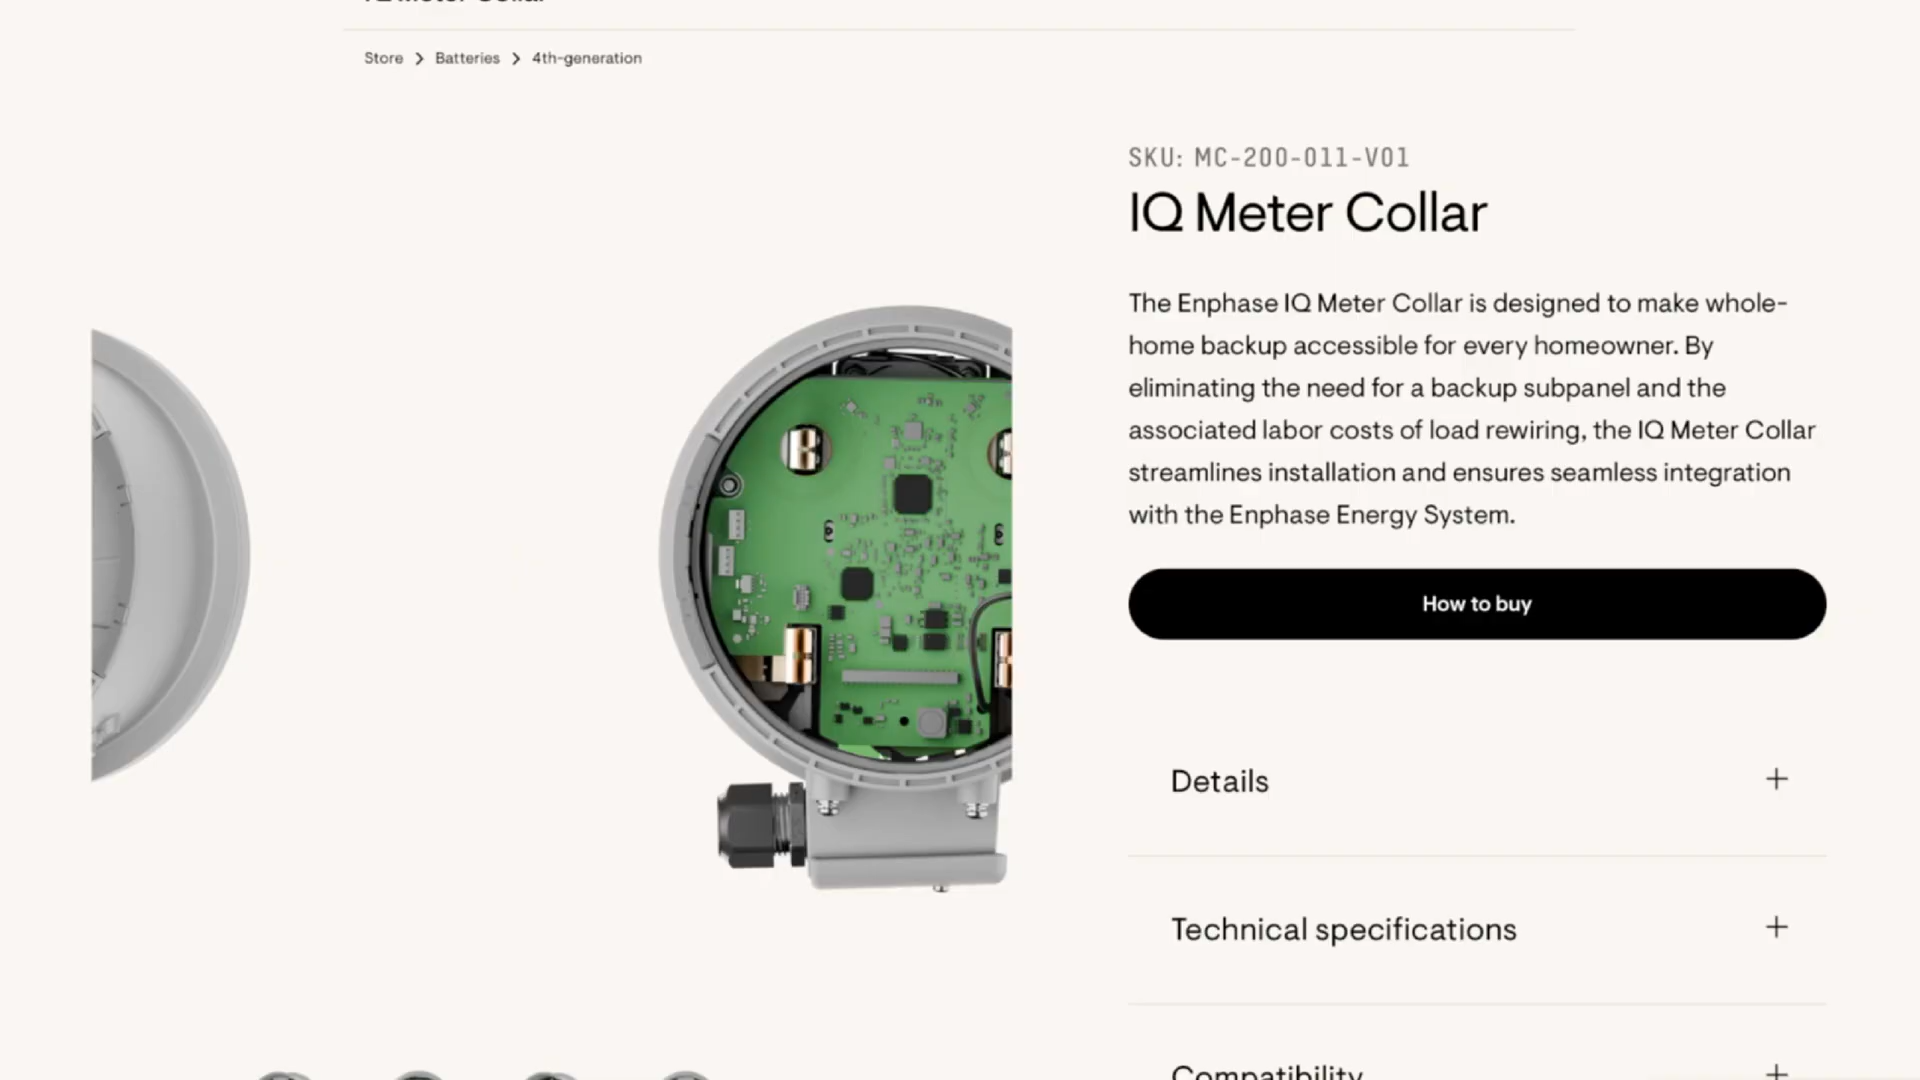 IQ Meter Collar
Store > Batteries > 4th-generation
SKU: MC-200-011-V01
IQ Meter Collar
The Enphase IQ Meter Collar is designed to make whole-
home backup accessible for every homeowner. By
eliminating the need for a backup subpanel and the
associated labor costs of load rewiring, the IQ Meter Collar
streamlines installation and ensures seamless integration
with the Enphase Energy System.
How to buy
Details
Technical specifications
Compatibility